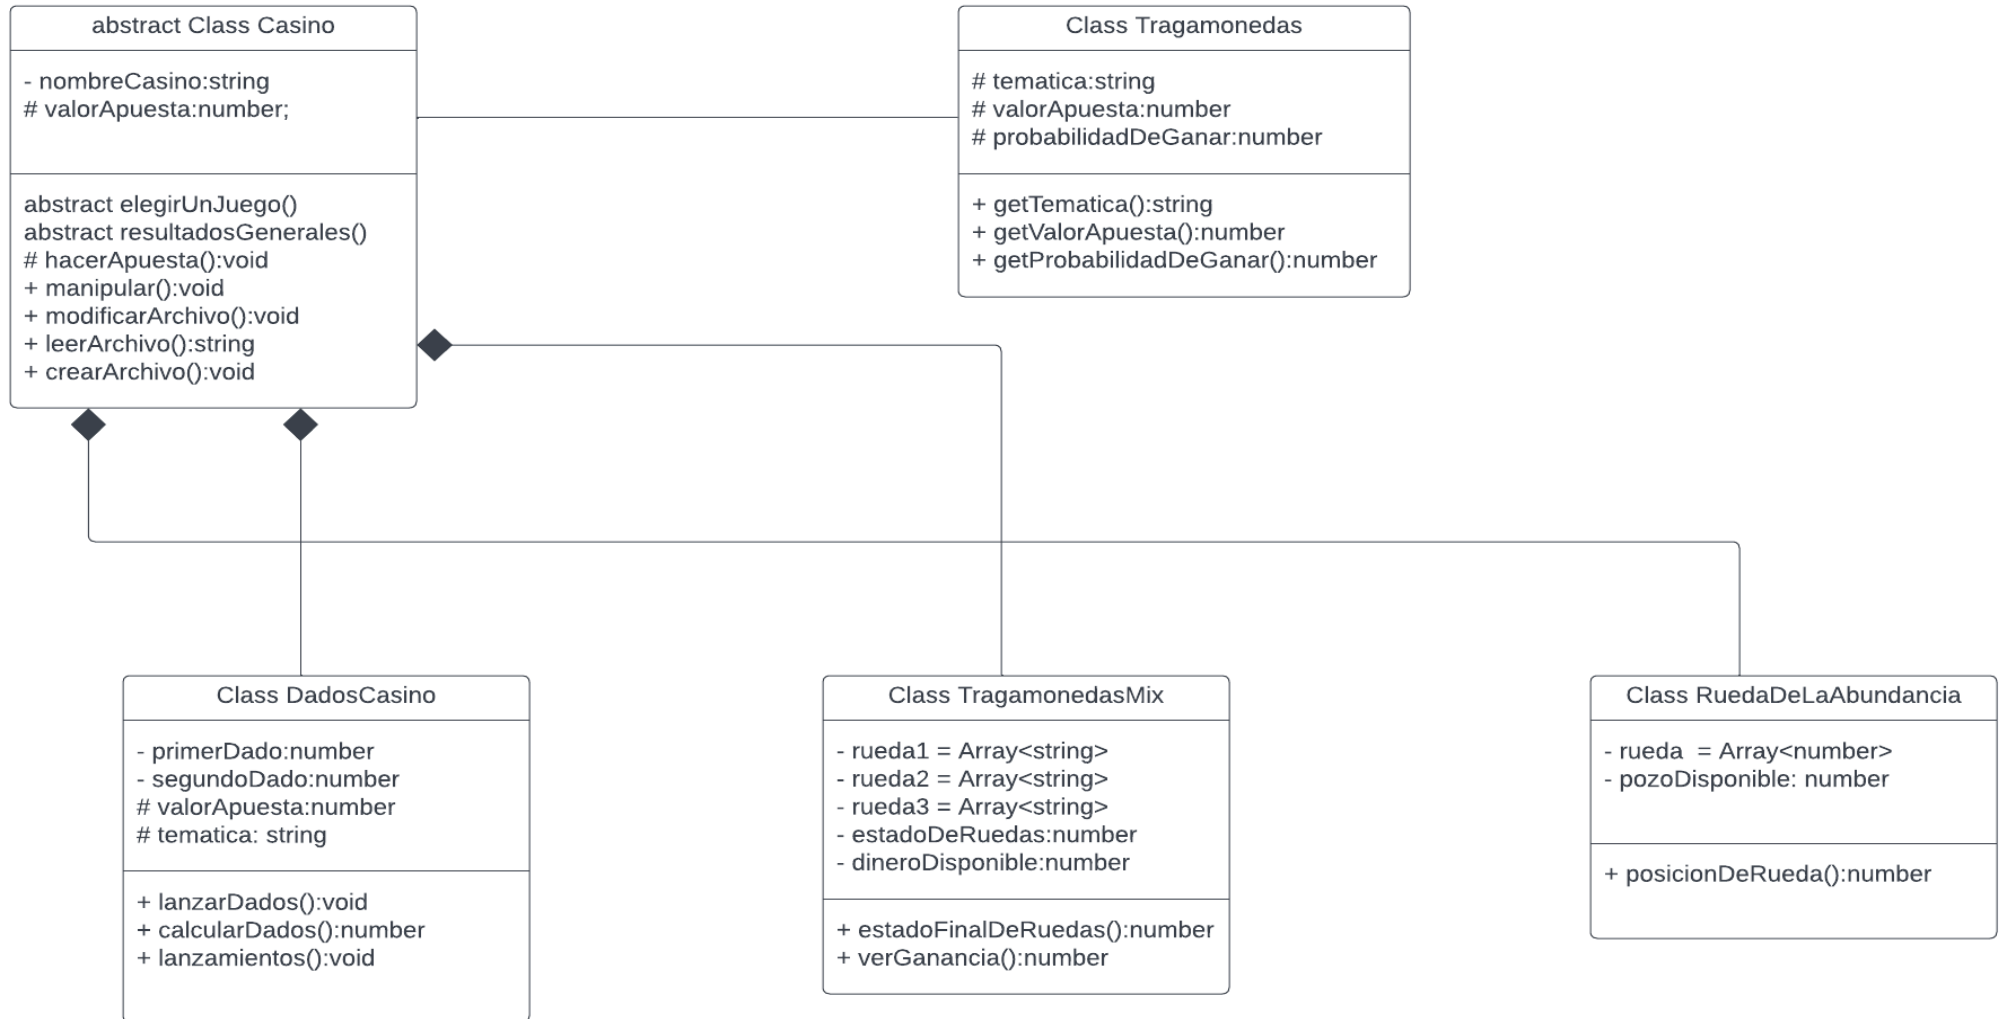 abstract Class Casino
- nombreCasino:string
# valorApuesta:number;
abstract elegirUnJuego()
abstract resultadosGenerales()
# hacerApuesta():void
+ manipular():void
+ modificarArchivo():void
+ leerArchivo():string
+ crearArchivo():void
Class Tragamonedas
# tematica:string
# valorApuesta:number
# probabilidadDeGanar:number
+ getTematica():string
+ getValorApuesta():number
+ getProbabilidadDeGanar():number
Class DadosCasino
- primerDado:number
- segundoDado:number
# valorApuesta:number
# tematica: string
+ lanzarDados():void
+ calcularDados():number
+ lanzamientos():void
Class TragamonedasMix
- rueda1 = Array<string>
- rueda2 = Array<string>
- rueda3 = Array<string>
- estadoDeRuedas:number
- dineroDisponible:number
+ estadoFinalDeRuedas():number
+ verGanancia():number
Class RuedaDeLaAbundancia
- rueda  = Array<number>
- pozoDisponible: number
+ posicionDeRueda():number